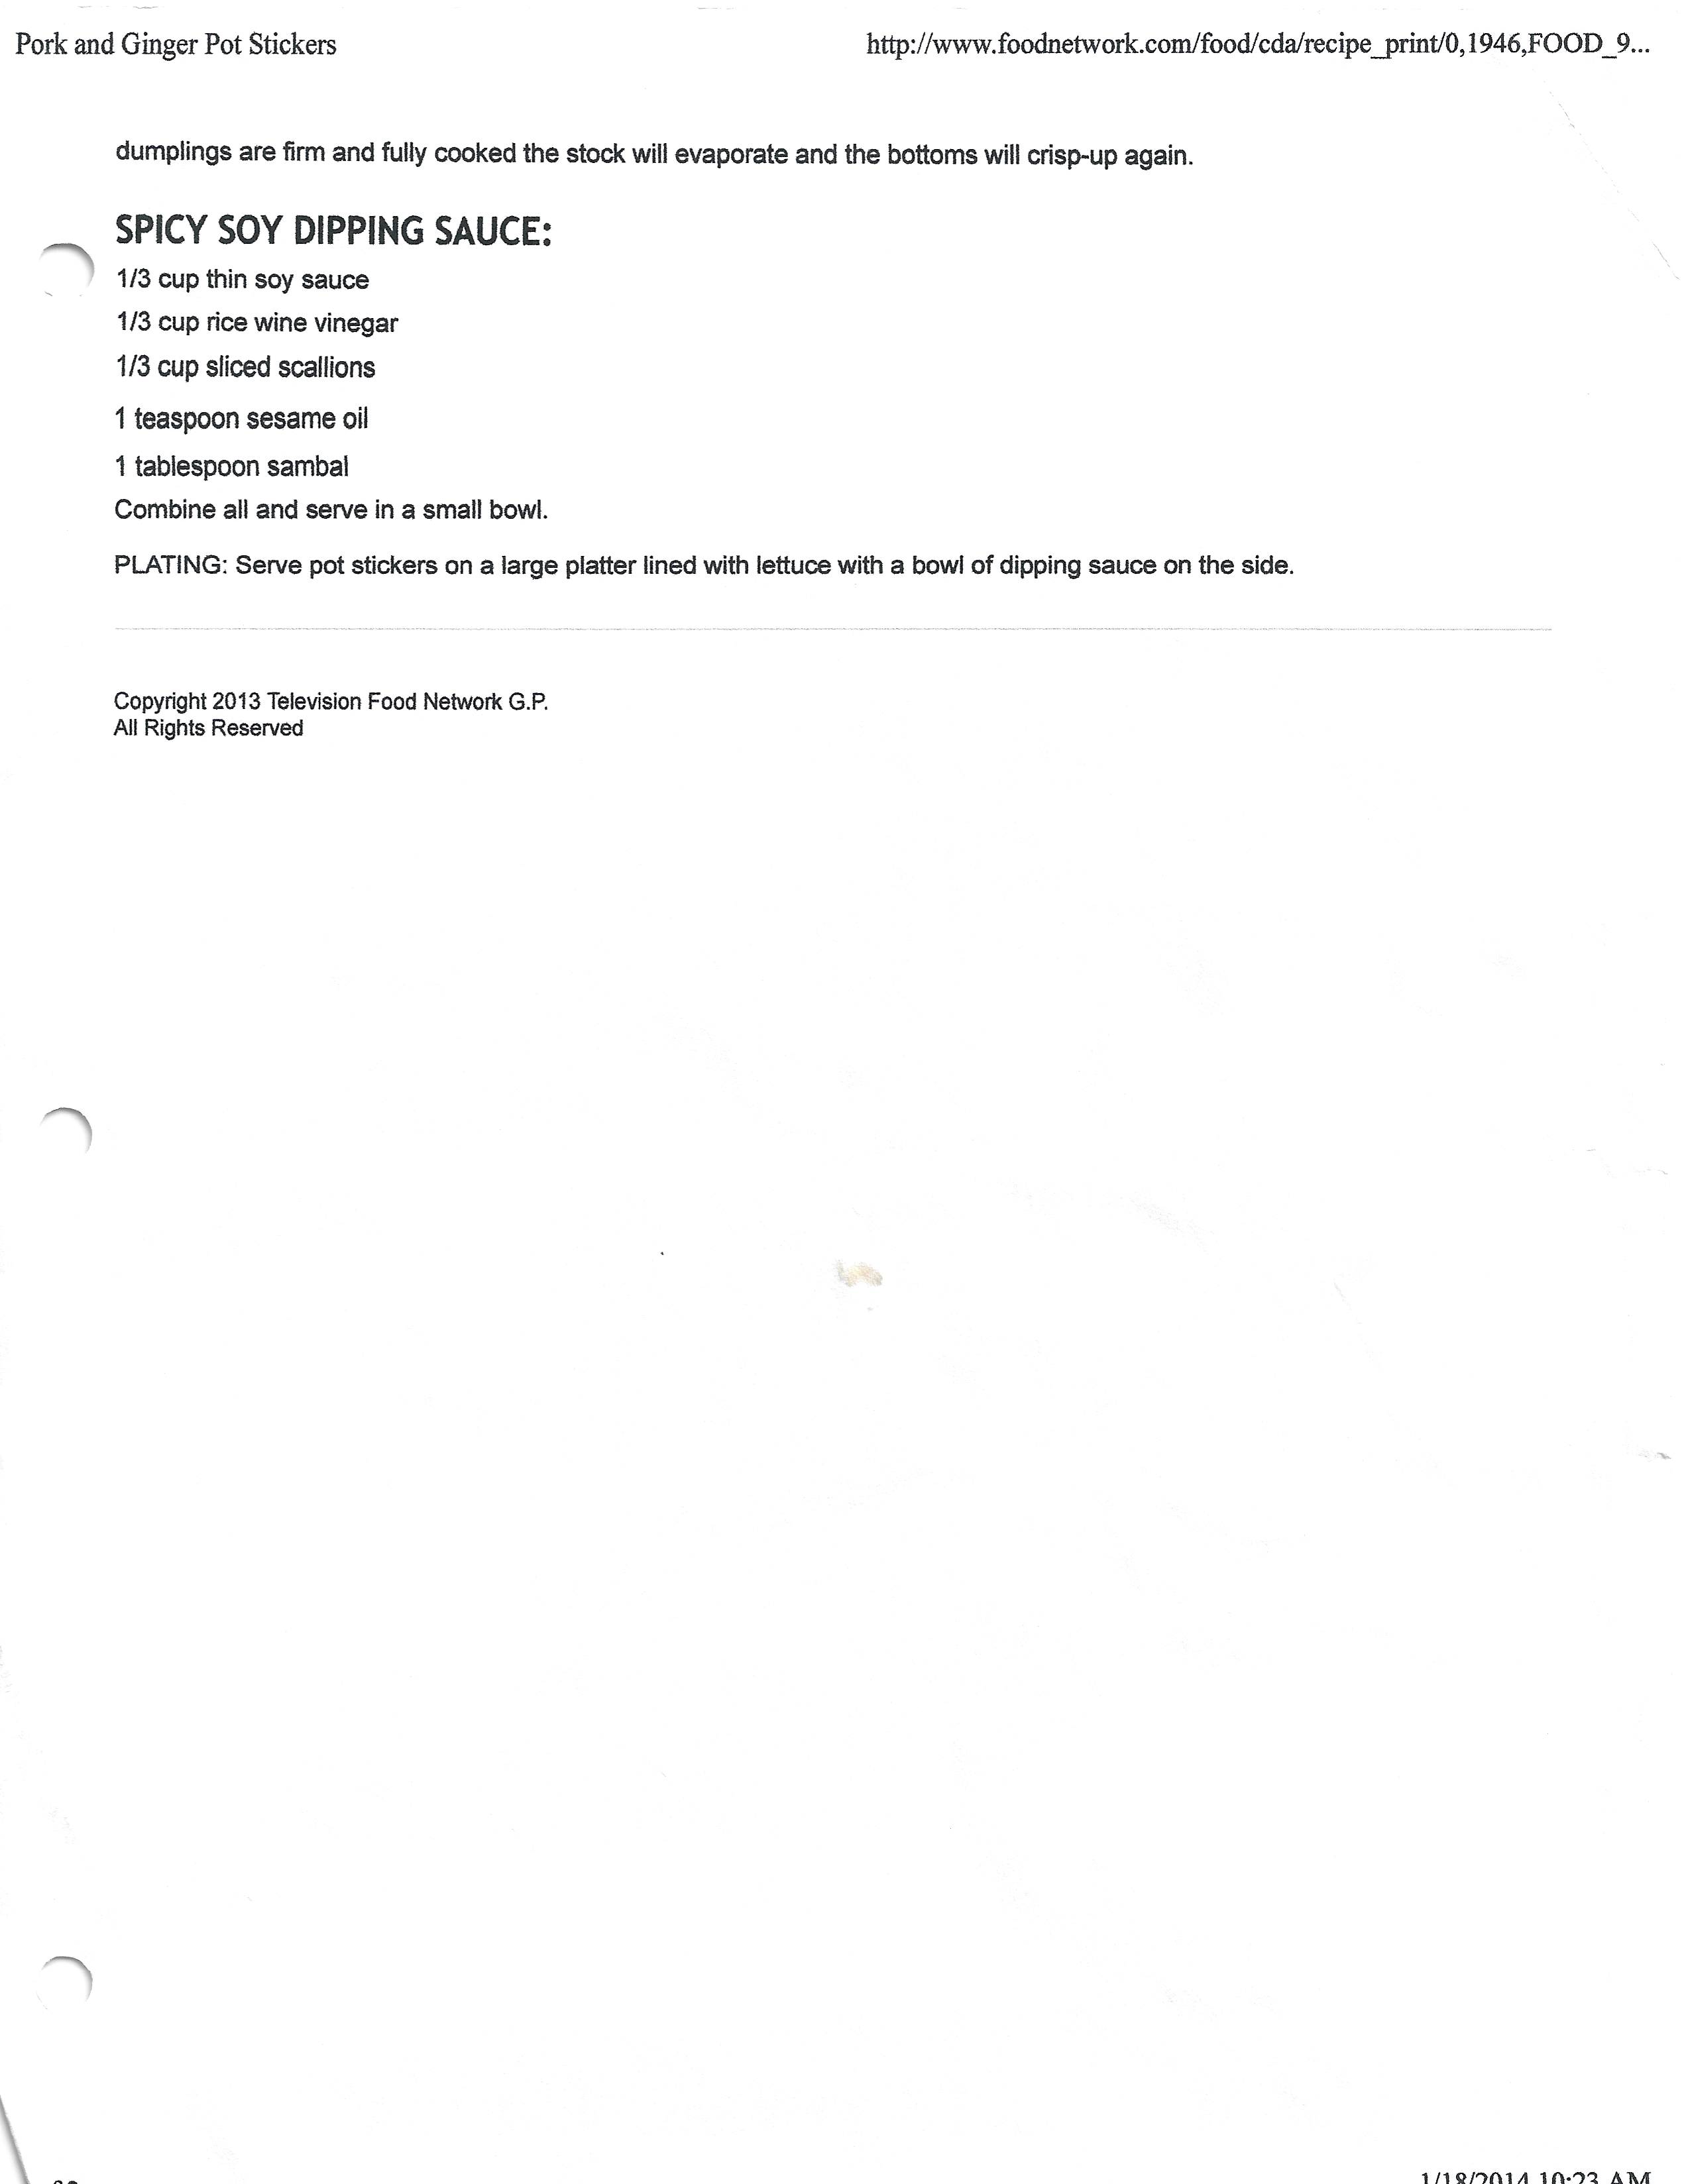 Pork and Ginger Pot Stickers http://www.foodnetwork.com/food/cda/recipe_print/0,1946,FOOD_9...
dumplings are firm and fully cooked the stock will evaporate and the bottoms will crisp-up again.
SPICY SOY DIPPING SAUCE:
1/3 cup thin soy sauce
1/3 cup rice wine vinegar
1/3 cup sliced scallions
1 teaspoon sesame oil
1 tablespoon sambal
Combine all and serve in a small bowl.
PLATING: Serve pot stickers on a large platter lined with lettuce with a bowl of dipping sauce on the side.
Copyright 2013 Television Food Network G.P.
All Rights Reserved
1/18/2014 10:23 AM